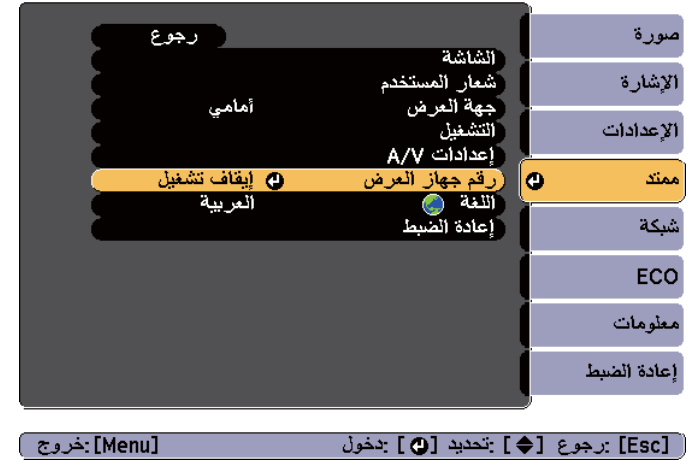 صورة
الإشارة
الإعدادات
ممتد
شبكة
ECO
معلومات
إعادة الضبط
رجوع
الشاشة
شعار المستخدم
جهة العرض أمامي
التشغيل
إعدادات A/V
رقم جهاز العرض إيقاف تشغيل
اللغة العربية
إعادة الضبط
[Esc] :رجوع [◆] :تحديد [↵] :دخول [Menu] :خروج